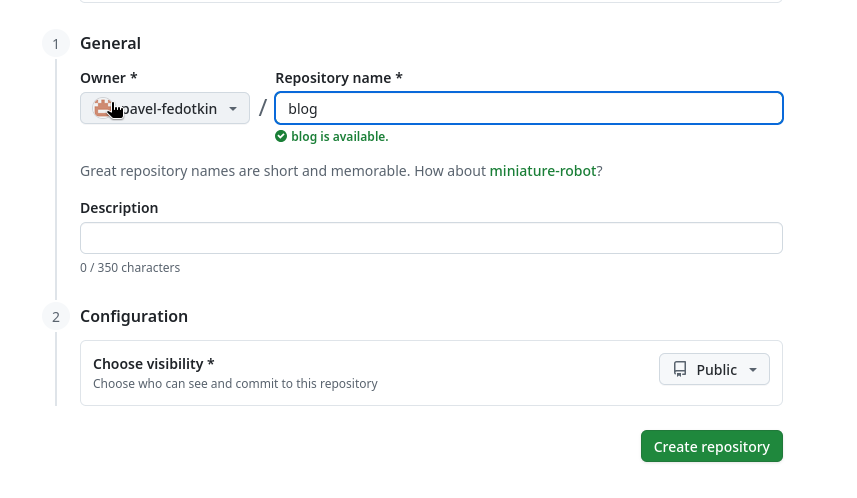 1 General
Owner * Repository name *
pavel-fedotkin / blog
blog is available.
Great repository names are short and memorable. How about miniature-robot?
Description
0 / 350 characters
2 Configuration
Choose visibility * Public
Choose who can see and commit to this repository
Create repository